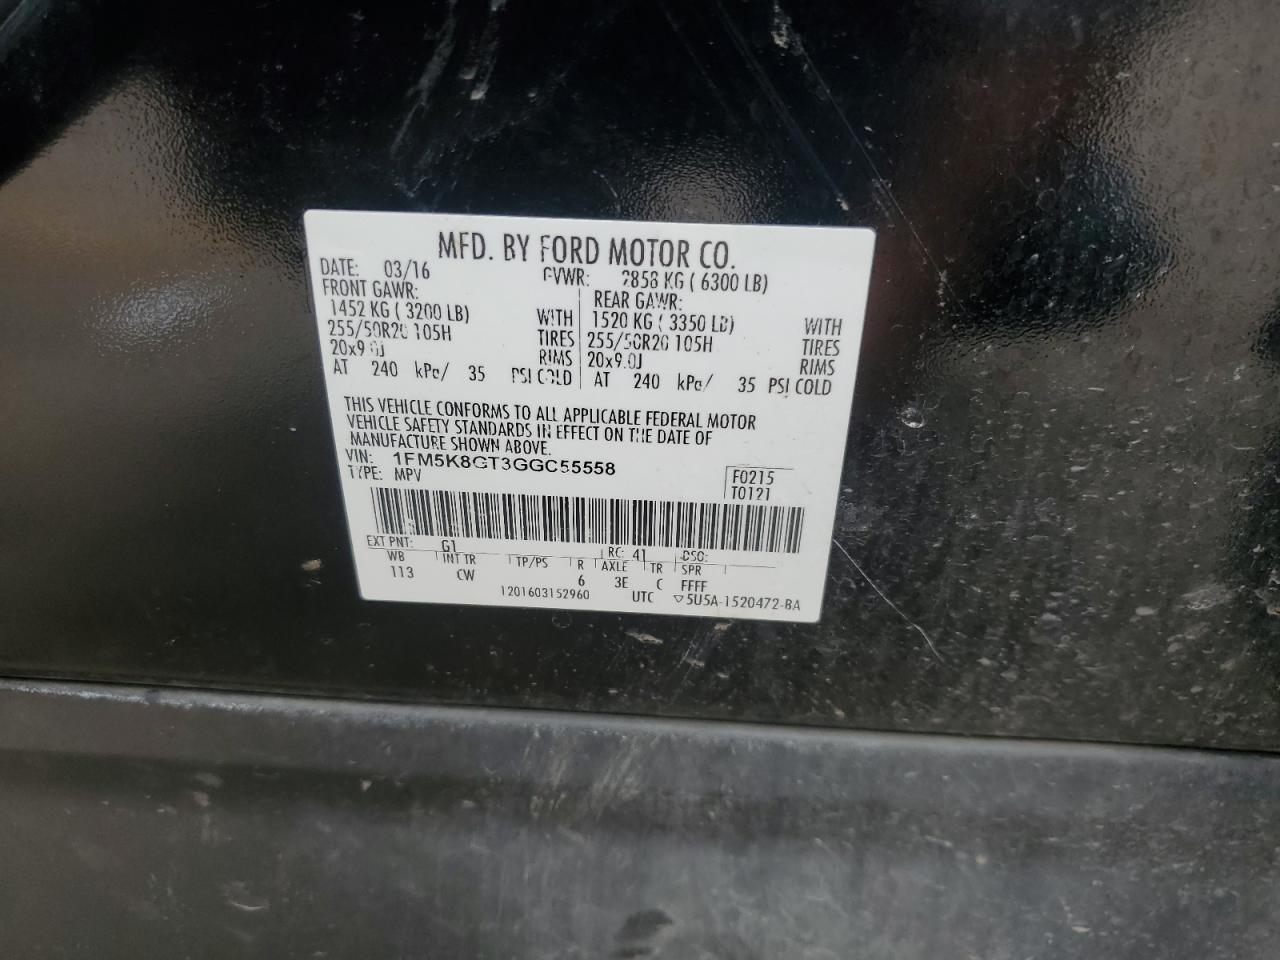 MFD. BY FORD MOTOR CO.
DATE: 03/16 GVWR: 2858 KG ( 6300 LB)
FRONT GAWR: REAR GAWR:
1452 KG ( 3200 LB) WITH 1520 KG ( 3350 LB) WITH
255/50R20 105H TIRES 255/50R20 105H TIRES
20x9.0J RIMS 20x9.0J RIMS
AT 240 kPa/ 35 PSI COLD AT 240 kPa/ 35 PSI COLD
THIS VEHICLE CONFORMS TO ALL APPLICABLE FEDERAL MOTOR
VEHICLE SAFETY STANDARDS IN EFFECT ON THE DATE OF
MANUFACTURE SHOWN ABOVE.
VIN: 1FM5K8GT3GGC55558
TYPE: MPV
F0215
T0121
EXT PNT: G1 RC: 41 DSO:
WB INT TR TP/PS R AXLE TR SPR
113 CW 6 3E C FFFF
1201603152960 UTC ▽5U5A-1520472-BA